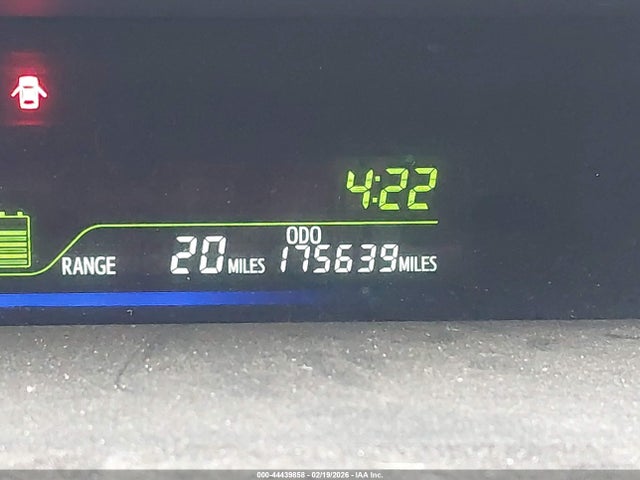 4:22
ODO
RANGE 20 MILES 175639 MILES
000-44439858 - 02/19/2026 - IAA Inc.